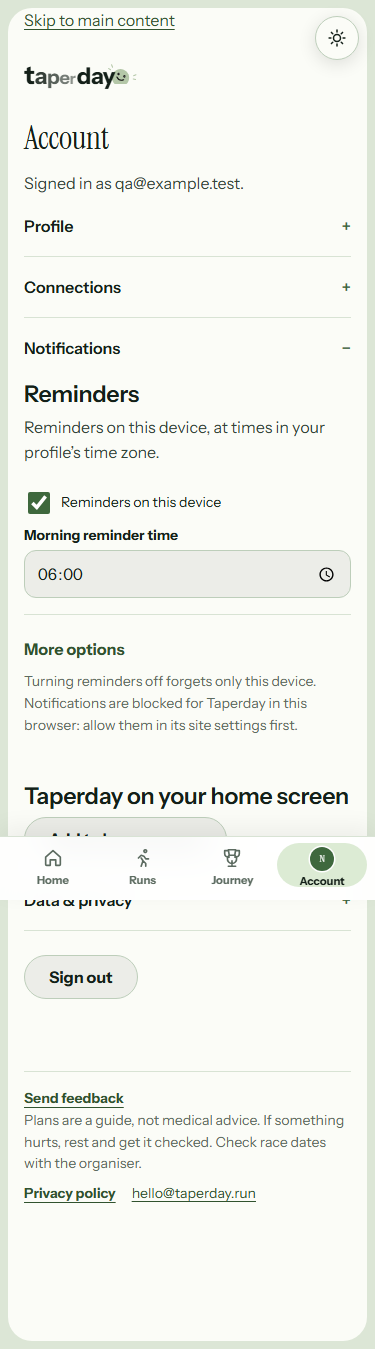 Skip to main content
taperday
Account
Signed in as qa@example.test.
Profile +
Connections +
Notifications −
Reminders
Reminders on this device, at times in your
profile's time zone.
Reminders on this device
Morning reminder time
06:00
More options
Turning reminders off forgets only this device.
Notifications are blocked for Taperday in this
browser: allow them in its site settings first.
Taperday on your home screen
N
Home Runs Journey Account
Data & privacy +
Sign out
Send feedback
Plans are a guide, not medical advice. If something
hurts, rest and get it checked. Check race dates
with the organiser.
Privacy policy hello@taperday.run